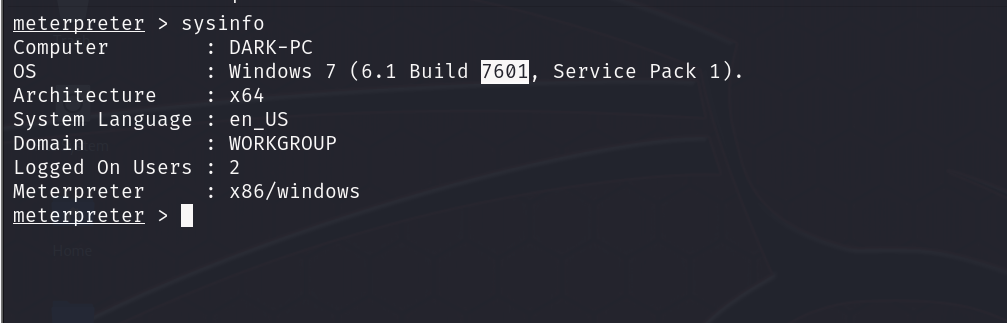 meterpreter > sysinfo
Computer        : DARK-PC
OS              : Windows 7 (6.1 Build 7601, Service Pack 1).
Architecture    : x64
System Language : en_US
Domain          : WORKGROUP
Logged On Users : 2
Meterpreter     : x86/windows
meterpreter >
Home